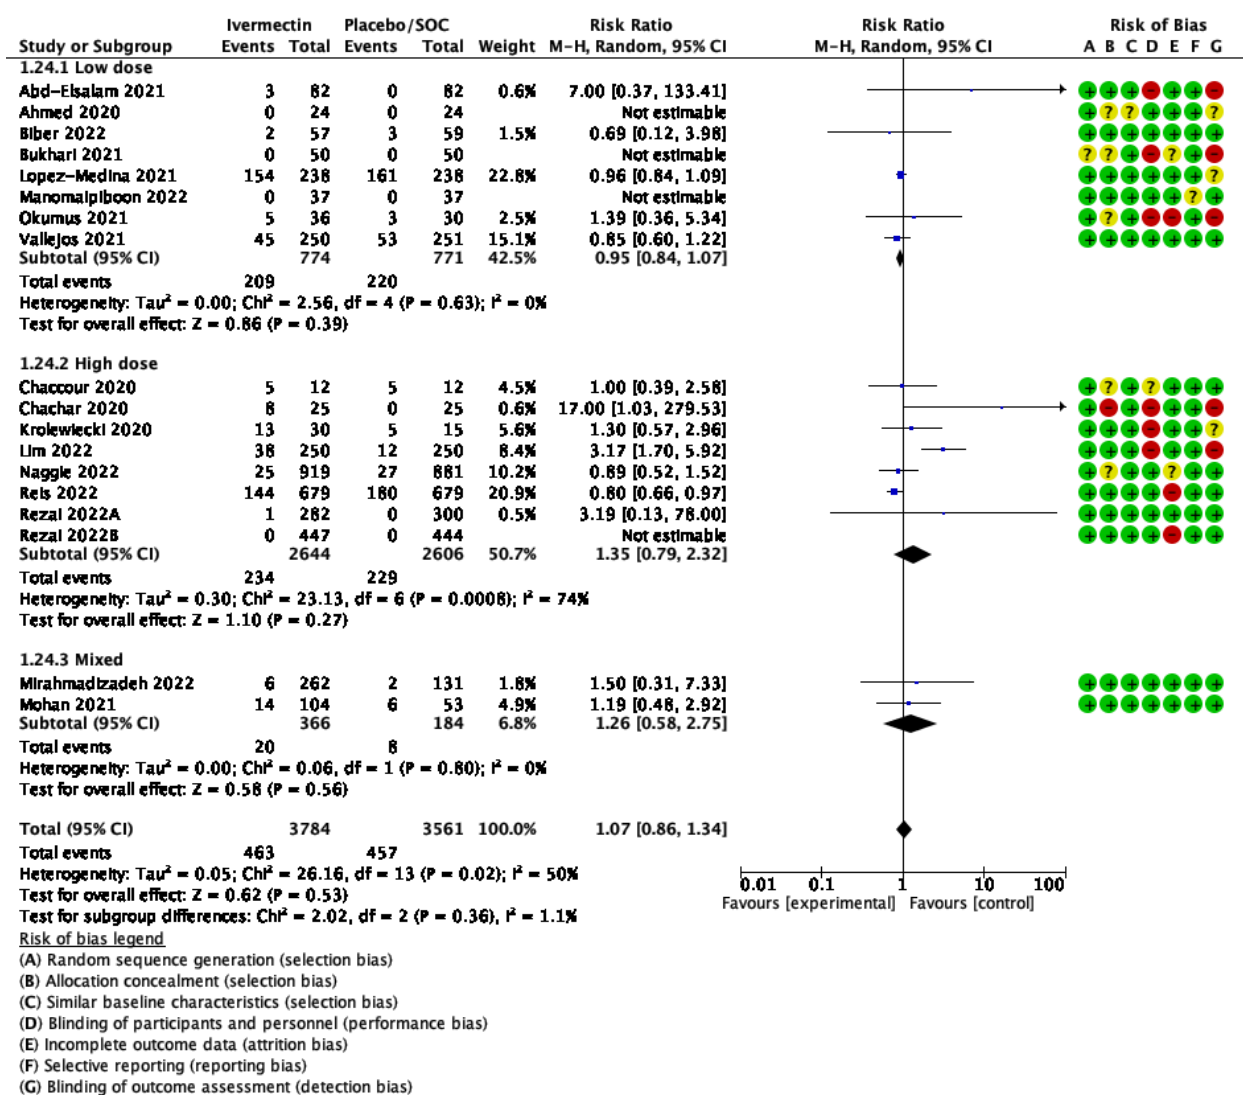 Ivermectin Placebo/SOC Risk Ratio Risk Ratio Risk of Bias
Study or Subgroup Events Total Events Total Weight M-H, Random, 95% CI M-H, Random, 95% CI A B C D E F G
1.24.1 Low dose
Abd-Elsalam 2021 3 82 0 82 0.6% 7.00 [0.37, 133.41] + + + - + + -
Ahmed 2020 0 24 0 24 Not estimable + ? ? + + + ?
Biber 2022 2 57 3 59 1.5% 0.69 [0.12, 3.98] + + + + + + +
Bukhari 2021 0 50 0 50 Not estimable ? ? + - ? + -
Lopez-Medina 2021 154 238 161 238 22.8% 0.96 [0.84, 1.09] + + + + + + ?
Manomaipiboon 2022 0 37 0 37 Not estimable + + + + + ? +
Okumus 2021 5 36 3 30 2.5% 1.39 [0.36, 5.34] + ? + - - + -
Vallejos 2021 45 250 53 251 15.1% 0.85 [0.60, 1.22] + + + + + + +
Subtotal (95% CI) 774 771 42.5% 0.95 [0.84, 1.07]
Total events 209 220
Heterogeneity: Tau² = 0.00; Chi² = 2.56, df = 4 (P = 0.63); I² = 0%
Test for overall effect: Z = 0.86 (P = 0.39)
1.24.2 High dose
Chaccour 2020 5 12 5 12 4.5% 1.00 [0.39, 2.58] + ? + ? + + +
Chachar 2020 8 25 0 25 0.6% 17.00 [1.03, 279.53] + - + - + + -
Krolewiecki 2020 13 30 5 15 5.6% 1.30 [0.57, 2.96] + + + - + + ?
Lim 2022 38 250 12 250 8.4% 3.17 [1.70, 5.92] + + + - + + -
Naggie 2022 25 919 27 881 10.2% 0.89 [0.52, 1.52] + ? + + ? + +
Reis 2022 144 679 180 679 20.9% 0.80 [0.66, 0.97] + + + + - + +
Rezai 2022A 1 282 0 300 0.5% 3.19 [0.13, 78.00] + + + + + + +
Rezai 2022B 0 447 0 444 Not estimable + + + + - + +
Subtotal (95% CI) 2644 2606 50.7% 1.35 [0.79, 2.32]
Total events 234 229
Heterogeneity: Tau² = 0.30; Chi² = 23.13, df = 6 (P = 0.0008); I² = 74%
Test for overall effect: Z = 1.10 (P = 0.27)
1.24.3 Mixed
Mirahmadizadeh 2022 6 262 2 131 1.8% 1.50 [0.31, 7.33] + + + + + + +
Mohan 2021 14 104 6 53 4.9% 1.19 [0.48, 2.92] + + + + + + +
Subtotal (95% CI) 366 184 6.8% 1.26 [0.58, 2.75]
Total events 20 8
Heterogeneity: Tau² = 0.00; Chi² = 0.06, df = 1 (P = 0.80); I² = 0%
Test for overall effect: Z = 0.58 (P = 0.56)
Total (95% CI) 3784 3561 100.0% 1.07 [0.86, 1.34]
Total events 463 457
Heterogeneity: Tau² = 0.05; Chi² = 26.16, df = 13 (P = 0.02); I² = 50%
Test for overall effect: Z = 0.62 (P = 0.53)
Test for subgroup differences: Chi² = 2.02, df = 2 (P = 0.36), I² = 1.1%
0.01 0.1 1 10 100
Favours [experimental] Favours [control]
Risk of bias legend
(A) Random sequence generation (selection bias)
(B) Allocation concealment (selection bias)
(C) Similar baseline characteristics (selection bias)
(D) Blinding of participants and personnel (performance bias)
(E) Incomplete outcome data (attrition bias)
(F) Selective reporting (reporting bias)
(G) Blinding of outcome assessment (detection bias)